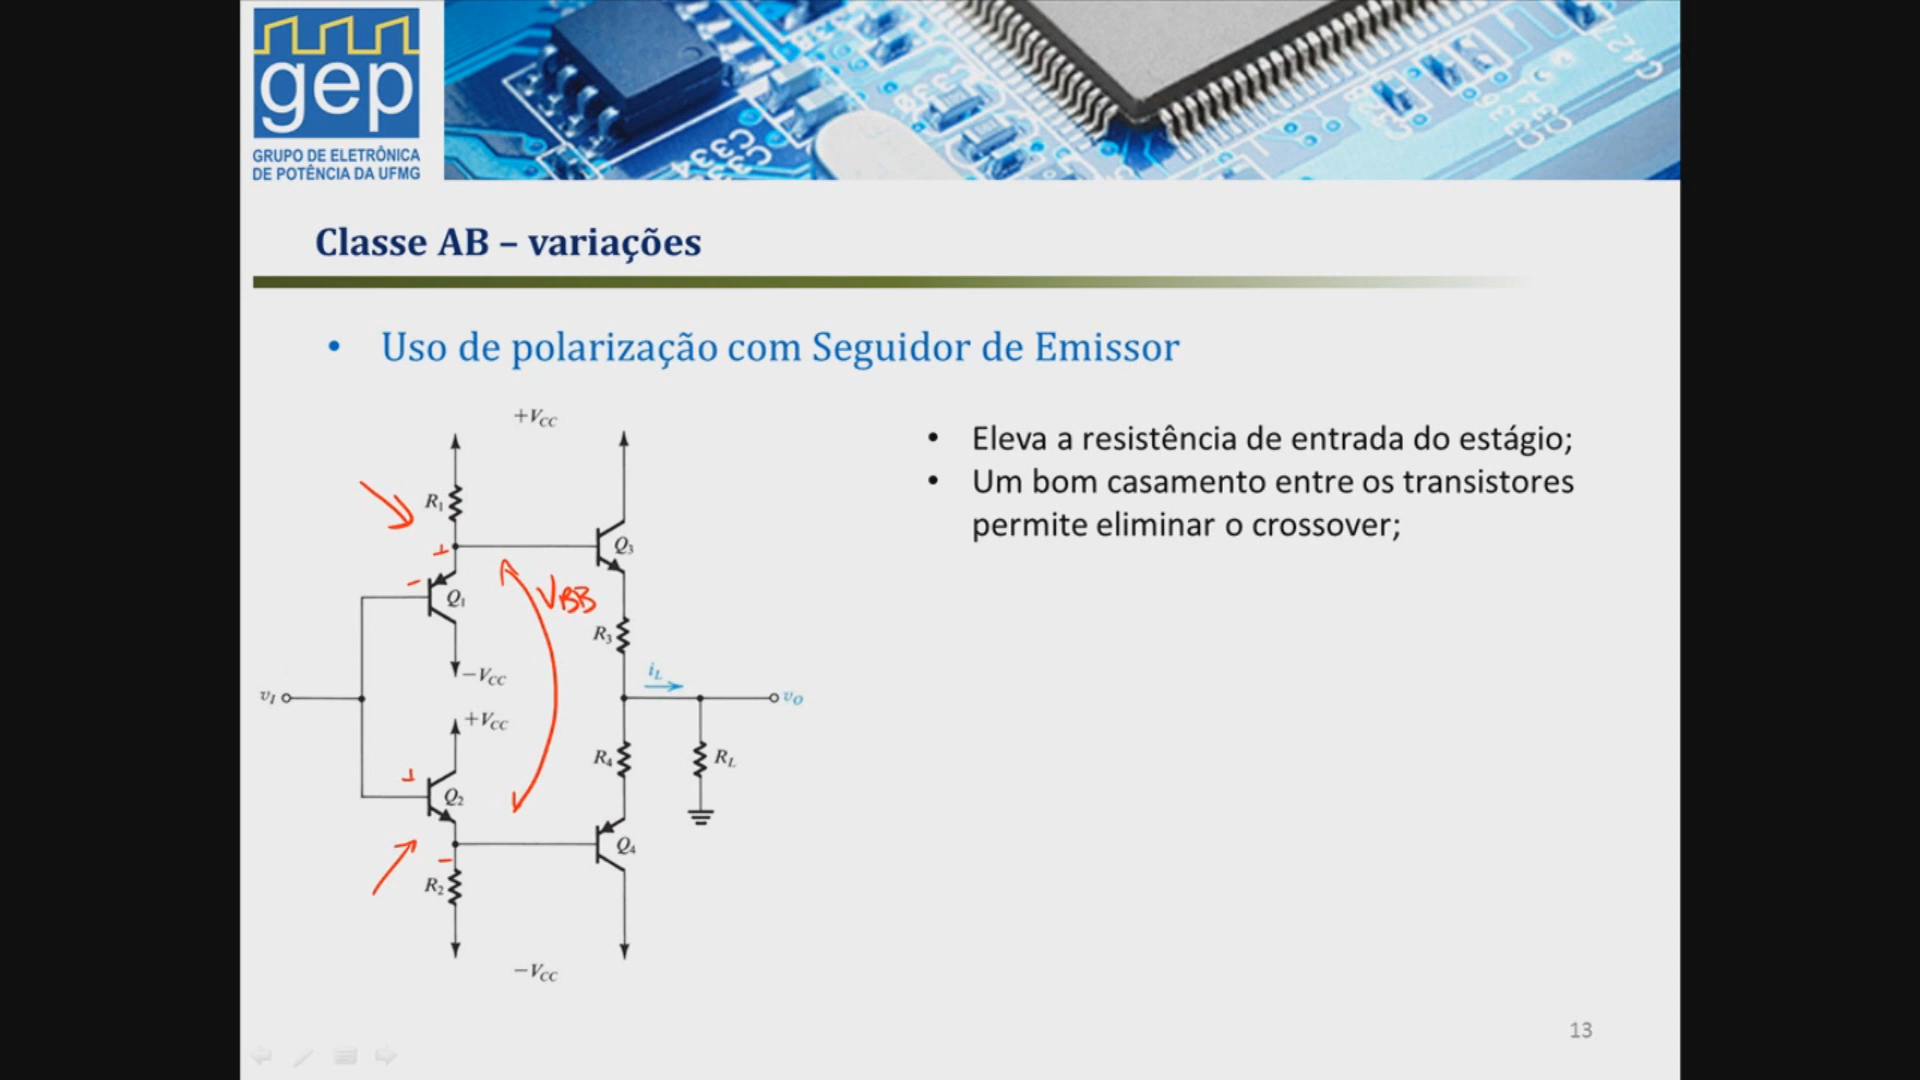 gep
GRUPO DE ELETRÔNICA
DE POTÊNCIA DA UFMG
Classe AB – variações
• Uso de polarização com Seguidor de Emissor
• Eleva a resistência de entrada do estágio;
• Um bom casamento entre os transistores
permite eliminar o crossover;
+VCC
R1
Q3
+
−
Q1
VBB
R3
−VCC
iL
vI
vO
+VCC
R4
RL
+
Q2
Q4
−
R2
−VCC
13